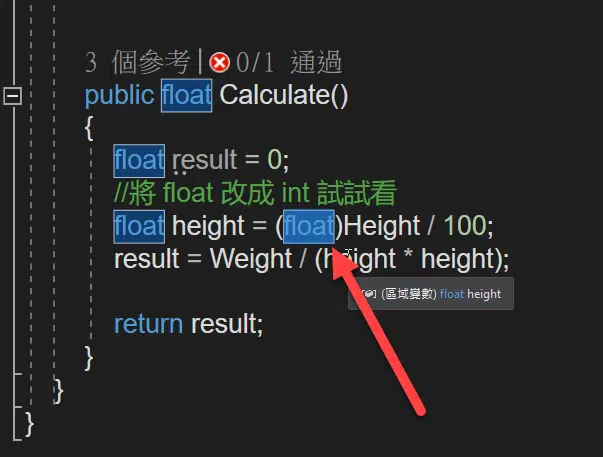 3 個參考 | 0/1 通過
public float Calculate()
{
float result = 0;
//將 float 改成 int 試試看
float height = (float)Height / 100;
result = Weight / (height * height);
(區域變數) float height
return result;
}
}
}